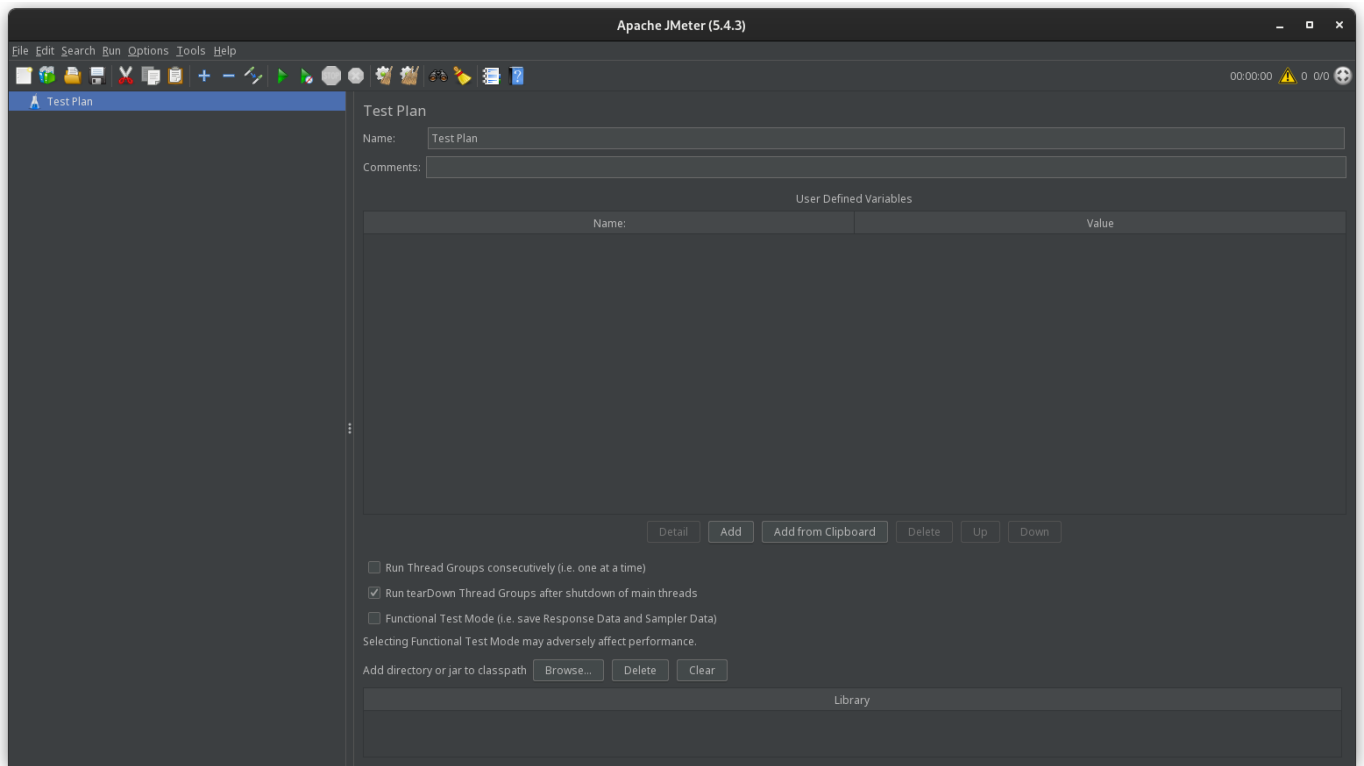 Apache JMeter (5.4.3)
File Edit Search Run Options Tools Help
00:00:00 0 0/0
Test Plan
Test Plan
Name: Test Plan
Comments:
User Defined Variables
Name: Value
Detail Add Add from Clipboard Delete Up Down
Run Thread Groups consecutively (i.e. one at a time)
Run tearDown Thread Groups after shutdown of main threads
Functional Test Mode (i.e. save Response Data and Sampler Data)
Selecting Functional Test Mode may adversely affect performance.
Add directory or jar to classpath Browse... Delete Clear
Library